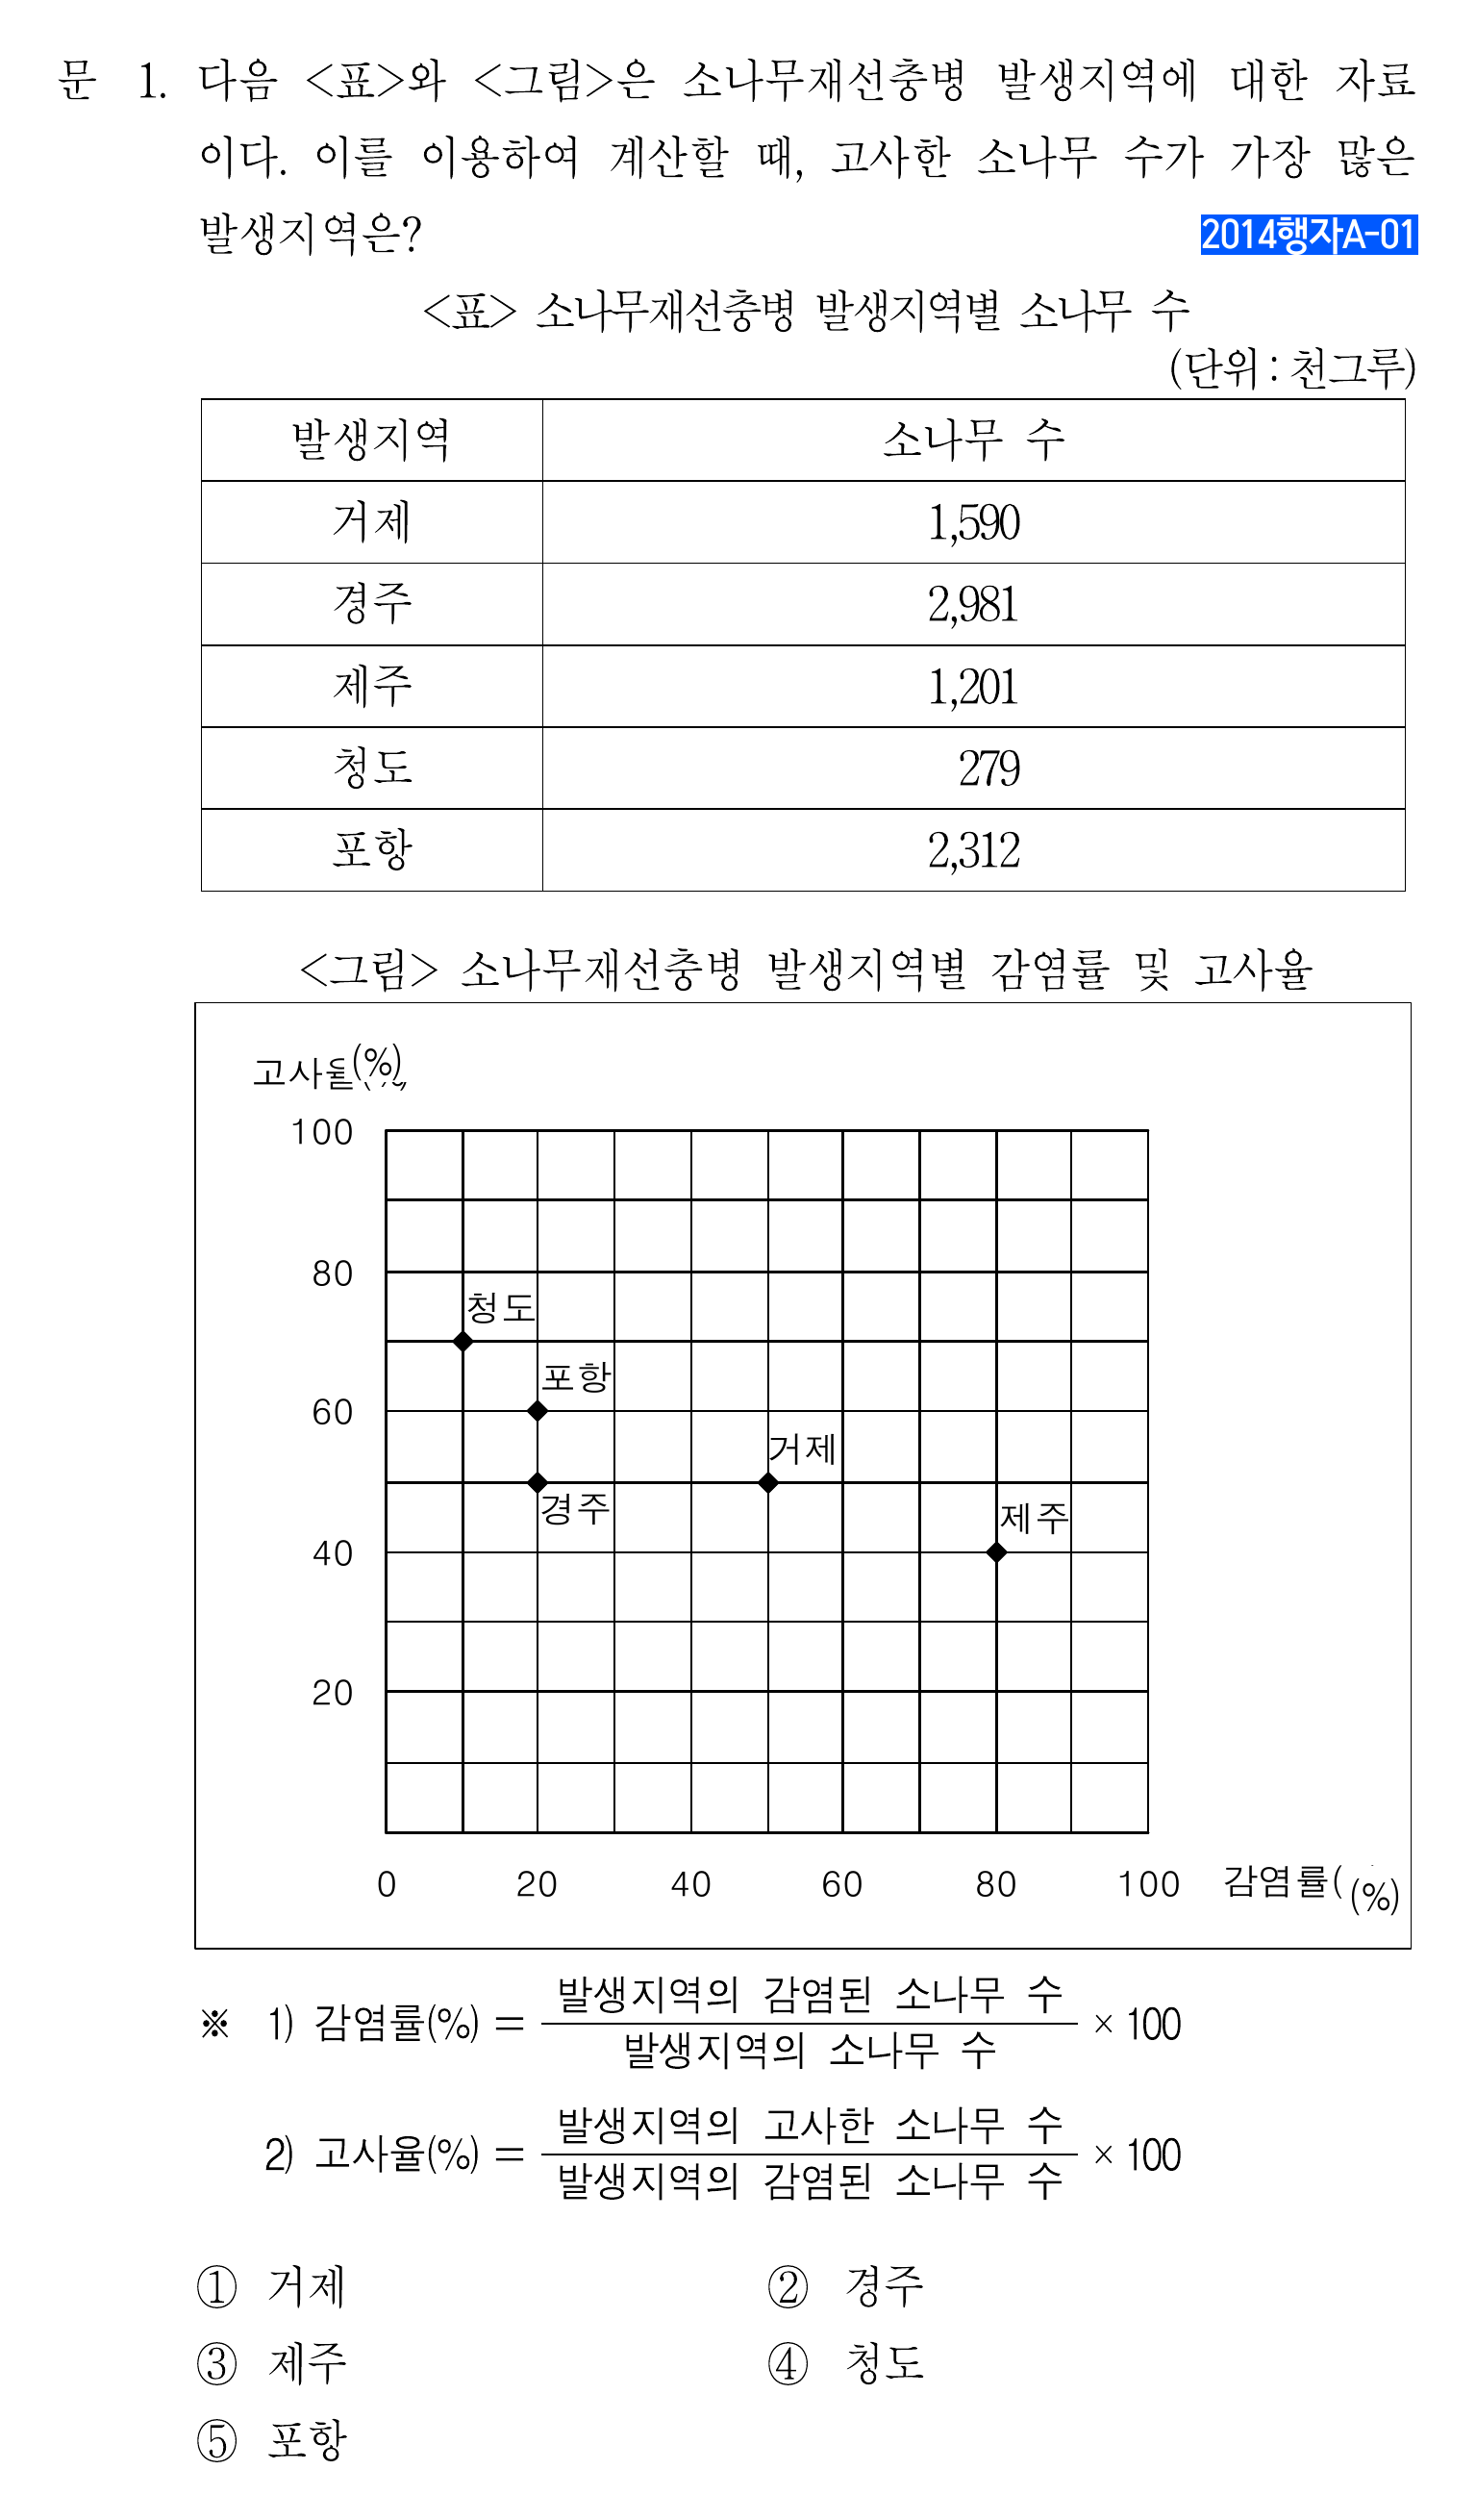 문 1. 다음 <표>와 <그림>은 소나무재선충병 발생지역에 대한 자료
이다. 이를 이용하여 계산할 때, 고사한 소나무 수가 가장 많은
발생지역은?
2014행자A-01
<표> 소나무재선충병 발생지역별 소나무 수
(단위 : 천그루)
발생지역 소나무 수
거제 1,590
경주 2,981
제주 1,201
청도 279
포항 2,312
<그림> 소나무재선충병 발생지역별 감염률 및 고사율
고사율(%)
100
80
청도
포항
60
거제
경주
제주
40
20
0 20 40 60 80 100 감염률(%)
※ 1) 감염률(%) = 발생지역의 감염된 소나무 수 / 발생지역의 소나무 수 × 100
2) 고사율(%) = 발생지역의 고사한 소나무 수 / 발생지역의 감염된 소나무 수 × 100
① 거제 ② 경주
③ 제주 ④ 청도
⑤ 포항